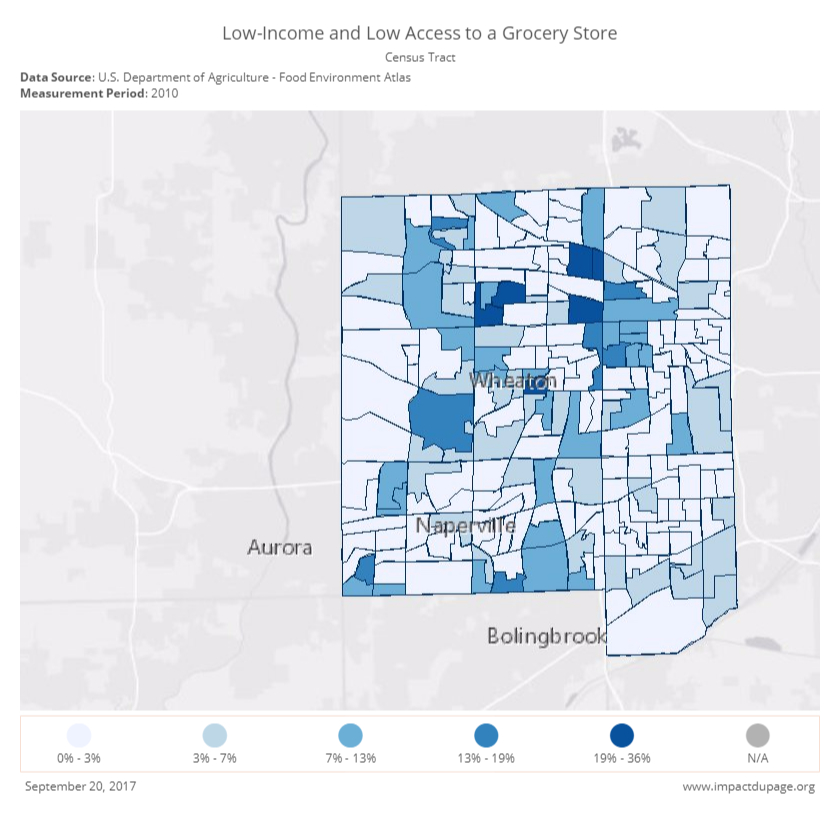 Low-Income and Low Access to a Grocery Store
Census Tract
Data Source: U.S. Department of Agriculture - Food Environment Atlas
Measurement Period: 2010
Wheaton
Naperville
Aurora
Bolingbrook
0% - 3% 3% - 7% 7% - 13% 13% - 19% 19% - 36% N/A
September 20, 2017 www.impactdupage.org